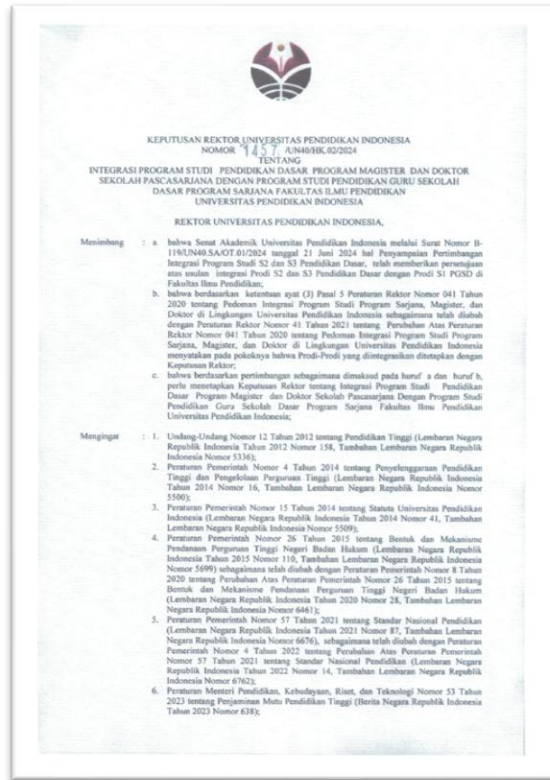 KEPUTUSAN REKTOR UNIVERSITAS PENDIDIKAN INDONESIA
NOMOR 1457 /UN40/HK.02/2024
TENTANG
INTEGRASI PROGRAM STUDI PENDIDIKAN DASAR PROGRAM MAGISTER DAN DOKTOR
SEKOLAH PASCASARJANA DENGAN PROGRAM STUDI PENDIDIKAN GURU SEKOLAH
DASAR PROGRAM SARJANA FAKULTAS ILMU PENDIDIKAN
UNIVERSITAS PENDIDIKAN INDONESIA
REKTOR UNIVERSITAS PENDIDIKAN INDONESIA,
Menimbang : a. bahwa Senat Akademik Universitas Pendidikan Indonesia melalui Surat Nomor B-
119/UN40.SA/OT.01/2024 tanggal 21 Juni 2024 hal Penyampaian Pertimbangan
Integrasi Program Studi S2 dan S3 Pendidikan Dasar, telah memberikan persetujuan
atas usulan integrasi Prodi S2 dan S3 Pendidikan Dasar dengan Prodi S1 PGSD di
Fakultas Ilmu Pendidikan;
b. bahwa berdasarkan ketentuan ayat (3) Pasal 5 Peraturan Rektor Nomor 041 Tahun
2020 tentang Pedoman Integrasi Program Studi Program Sarjana, Magister, dan
Doktor di Lingkungan Universitas Pendidikan Indonesia sebagaimana telah diubah
dengan Peraturan Rektor Nomor 41 Tahun 2021 tentang Perubahan Atas Peraturan
Rektor Nomor 041 Tahun 2020 tentang Pedoman Integrasi Program Studi Program
Sarjana, Magister, dan Doktor di Lingkungan Universitas Pendidikan Indonesia
menyatakan pada pokoknya bahwa Prodi-Prodi yang diintegrasikan ditetapkan dengan
Keputusan Rektor;
c. bahwa berdasarkan pertimbangan sebagaimana dimaksud pada huruf a dan huruf b,
perlu menetapkan Keputusan Rektor tentang Integrasi Program Studi Pendidikan
Dasar Program Magister dan Doktor Sekolah Pascasarjana Dengan Program Studi
Pendidikan Guru Sekolah Dasar Program Sarjana Fakultas Ilmu Pendidikan
Universitas Pendidikan Indonesia;
Mengingat : 1. Undang-Undang Nomor 12 Tahun 2012 tentang Pendidikan Tinggi (Lembaran Negara
Republik Indonesia Tahun 2012 Nomor 158, Tambahan Lembaran Negara Republik
Indonesia Nomor 5336);
2. Peraturan Pemerintah Nomor 4 Tahun 2014 tentang Penyelenggaraan Pendidikan
Tinggi dan Pengelolaan Perguruan Tinggi (Lembaran Negara Republik Indonesia
Tahun 2014 Nomor 16, Tambahan Lembaran Negara Republik Indonesia Nomor
5500);
3. Peraturan Pemerintah Nomor 15 Tahun 2014 tentang Statuta Universitas Pendidikan
Indonesia (Lembaran Negara Republik Indonesia Tahun 2014 Nomor 41, Tambahan
Lembaran Negara Republik Indonesia Nomor 5509);
4. Peraturan Pemerintah Nomor 26 Tahun 2015 tentang Bentuk dan Mekanisme
Pendanaan Perguruan Tinggi Negeri Badan Hukum (Lembaran Negara Republik
Indonesia Tahun 2015 Nomor 110, Tambahan Lembaran Negara Republik Indonesia
Nomor 5699) sebagaimana telah diubah dengan Peraturan Pemerintah Nomor 8 Tahun
2020 tentang Perubahan Atas Peraturan Pemerintah Nomor 26 Tahun 2015 tentang
Bentuk dan Mekanisme Pendanaan Perguruan Tinggi Negeri Badan Hukum
(Lembaran Negara Republik Indonesia Tahun 2020 Nomor 28, Tambahan Lembaran
Negara Republik Indonesia Nomor 6461);
5. Peraturan Pemerintah Nomor 57 Tahun 2021 tentang Standar Nasional Pendidikan
(Lembaran Negara Republik Indonesia Tahun 2021 Nomor 87, Tambahan Lembaran
Negara Republik Indonesia Nomor 6676), sebagaimana telah diubah dengan Peraturan
Pemerintah Nomor 4 Tahun 2022 tentang Perubahan Atas Peraturan Pemerintah
Nomor 57 Tahun 2021 tentang Standar Nasional Pendidikan (Lembaran Negara
Republik Indonesia Tahun 2022 Nomor 14, Tambahan Lembaran Negara Republik
Indonesia Nomor 6762);
6. Peraturan Menteri Pendidikan, Kebudayaan, Riset, dan Teknologi Nomor 53 Tahun
2023 tentang Penjaminan Mutu Pendidikan Tinggi (Berita Negara Republik Indonesia
Tahun 2023 Nomor 638);